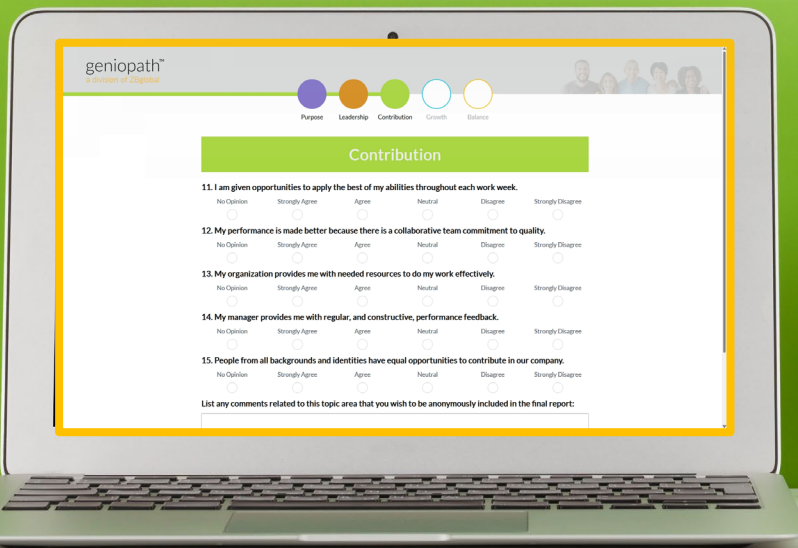 geniopath™
a division of ZEglobal
Purpose Leadership Contribution Growth Balance
Contribution
11. I am given opportunities to apply the best of my abilities throughout each work week.
No Opinion Strongly Agree Agree Neutral Disagree Strongly Disagree
12. My performance is made better because there is a collaborative team commitment to quality.
No Opinion Strongly Agree Agree Neutral Disagree Strongly Disagree
13. My organization provides me with needed resources to do my work effectively.
No Opinion Strongly Agree Agree Neutral Disagree Strongly Disagree
14. My manager provides me with regular, and constructive, performance feedback.
No Opinion Strongly Agree Agree Neutral Disagree Strongly Disagree
15. People from all backgrounds and identities have equal opportunities to contribute in our company.
No Opinion Strongly Agree Agree Neutral Disagree Strongly Disagree
List any comments related to this topic area that you wish to be anonymously included in the final report: